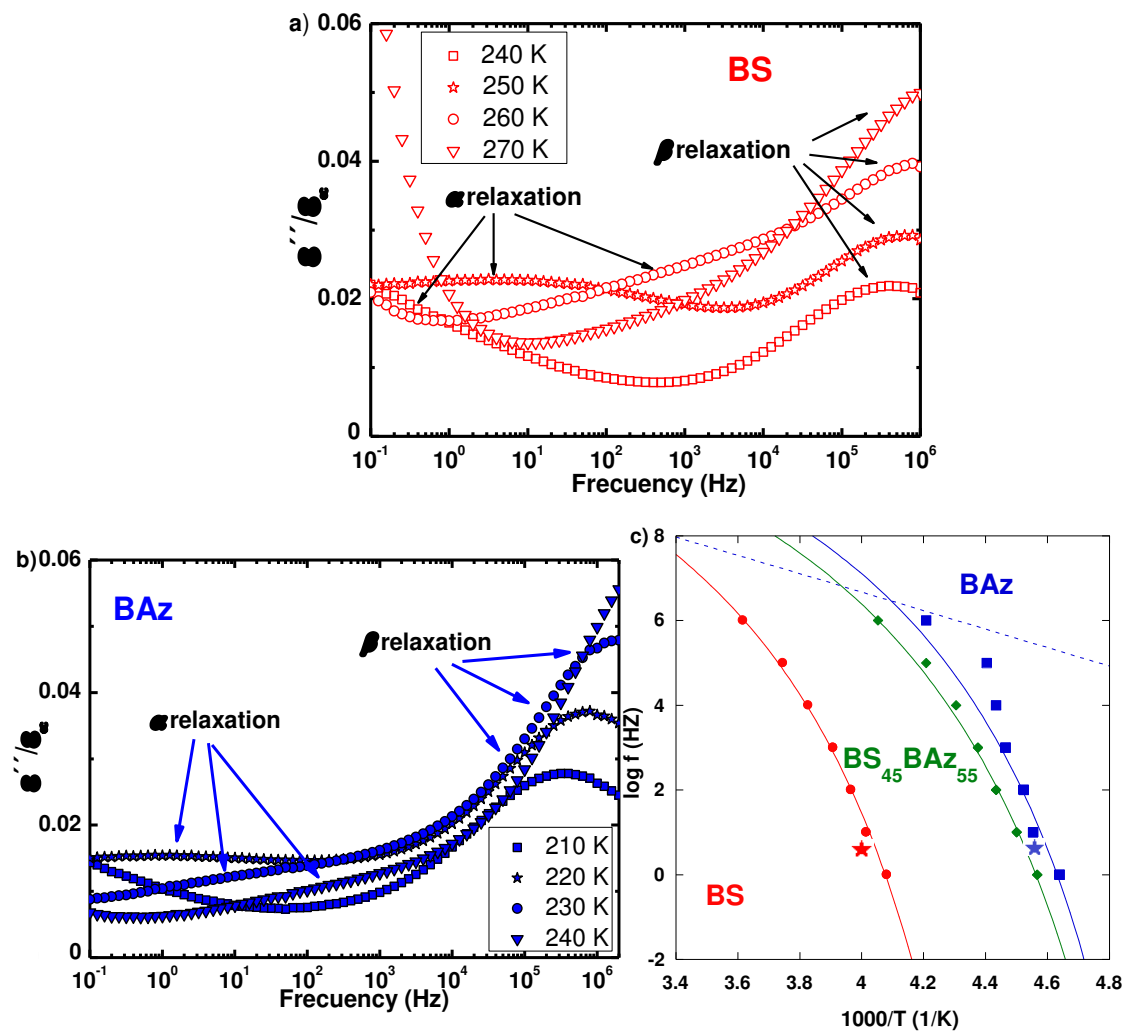 a)
0.06
0.04
0.02
0
240 K
250 K
260 K
270 K
BS
relaxation
relaxation
10⁻¹ 10⁰ 10¹ 10² 10³ 10⁴ 10⁵ 10⁶
Frecuency (Hz)
b)
0.06
0.04
0.02
0
BAz
relaxation
relaxation
210 K
220 K
230 K
240 K
10⁻¹ 10⁰ 10¹ 10² 10³ 10⁴ 10⁵ 10⁶
Frecuency (Hz)
c)
8
6
4
2
0
-2
log f (HZ)
BAz
BS₄₅BAz₅₅
BS
3.4 3.6 3.8 4 4.2 4.4 4.6 4.8
1000/T (1/K)